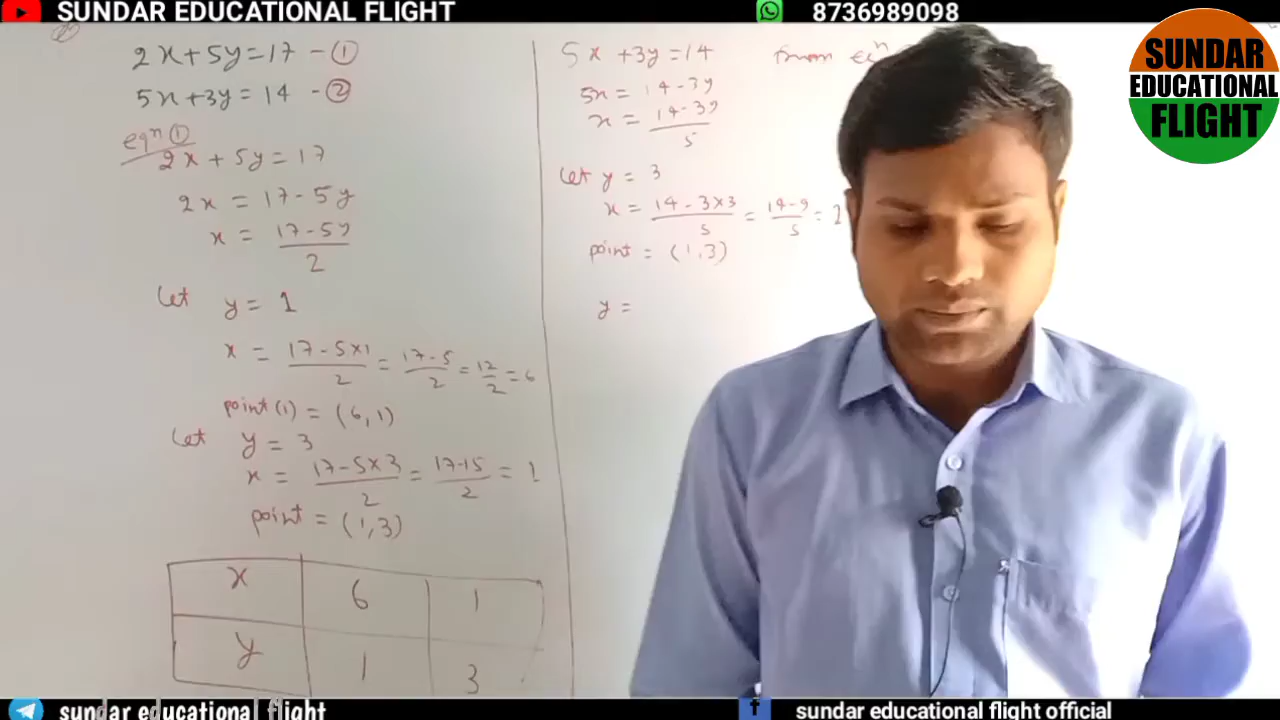 SUNDAR EDUCATIONAL FLIGHT
8736989098
SUNDAR
EDUCATIONAL
FLIGHT
2x+5y=17 -①
5x+3y=14 -②
eqⁿ ①
2x+5y=17
2x = 17-5y
x = 17-5y / 2
Let y = 1
x = 17-5×1 / 2 = 17-5 / 2 = 12 / 2 = 6
point(1) = (6,1)
Let y = 3
x = 17-5×3 / 2 = 17-15 / 2 = 1
point = (1,3)
x 6 1
y 1 3
5x+3y=14 from
5x = 14-3y
x = 14-3y / 5
Let y = 3
x = 14-3×3 / 5 = 14-9 / 5 =
point = (1,3)
y =
sundar educational flight
sundar educational flight official